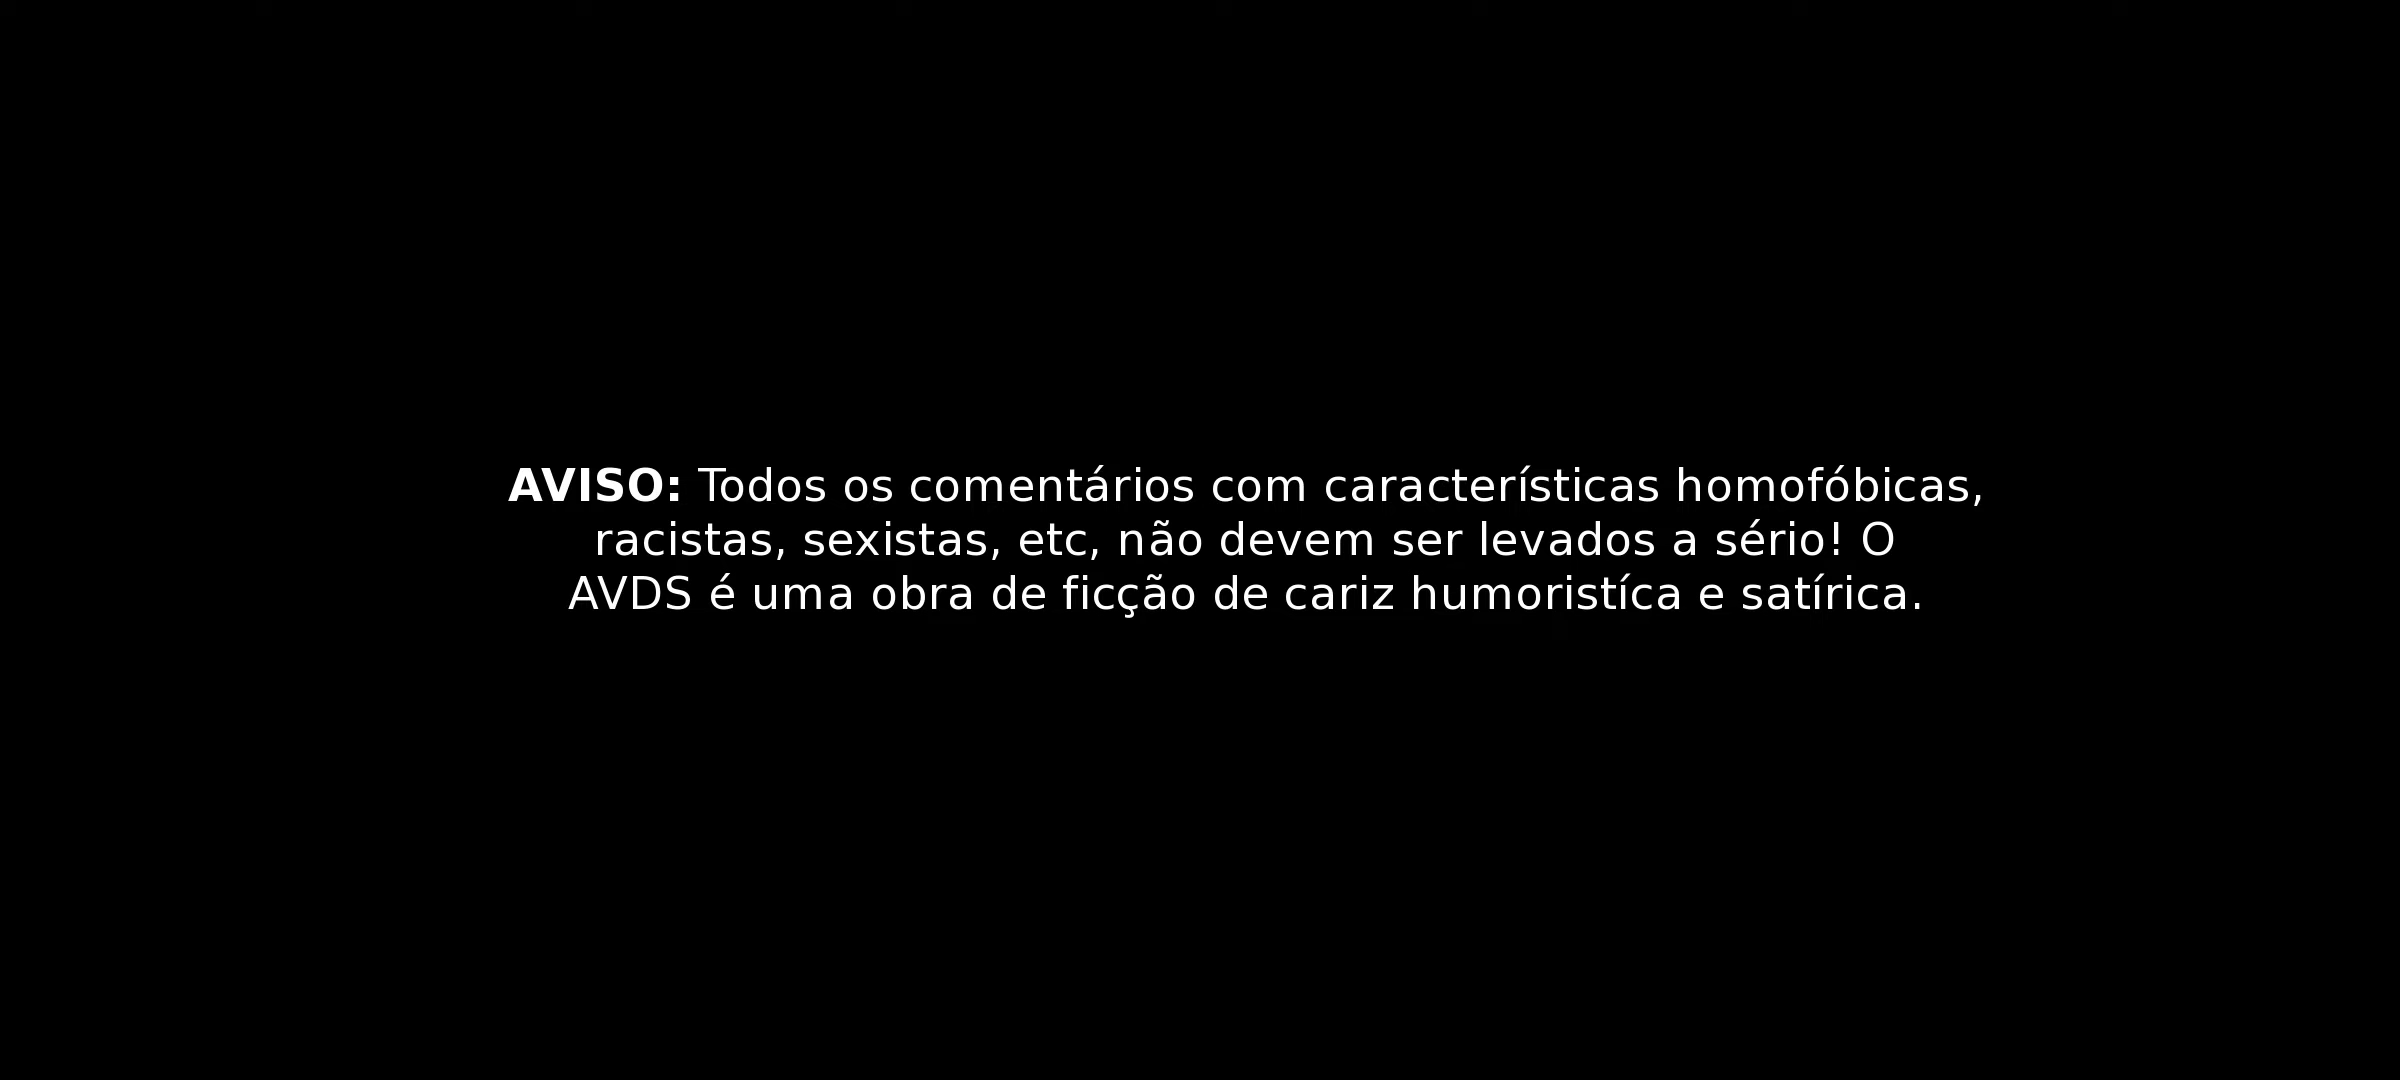 AVISO: Todos os comentários com características homofóbicas,
racistas, sexistas, etc, não devem ser levados a sério! O
AVDS é uma obra de ficção de cariz humoristíca e satírica.